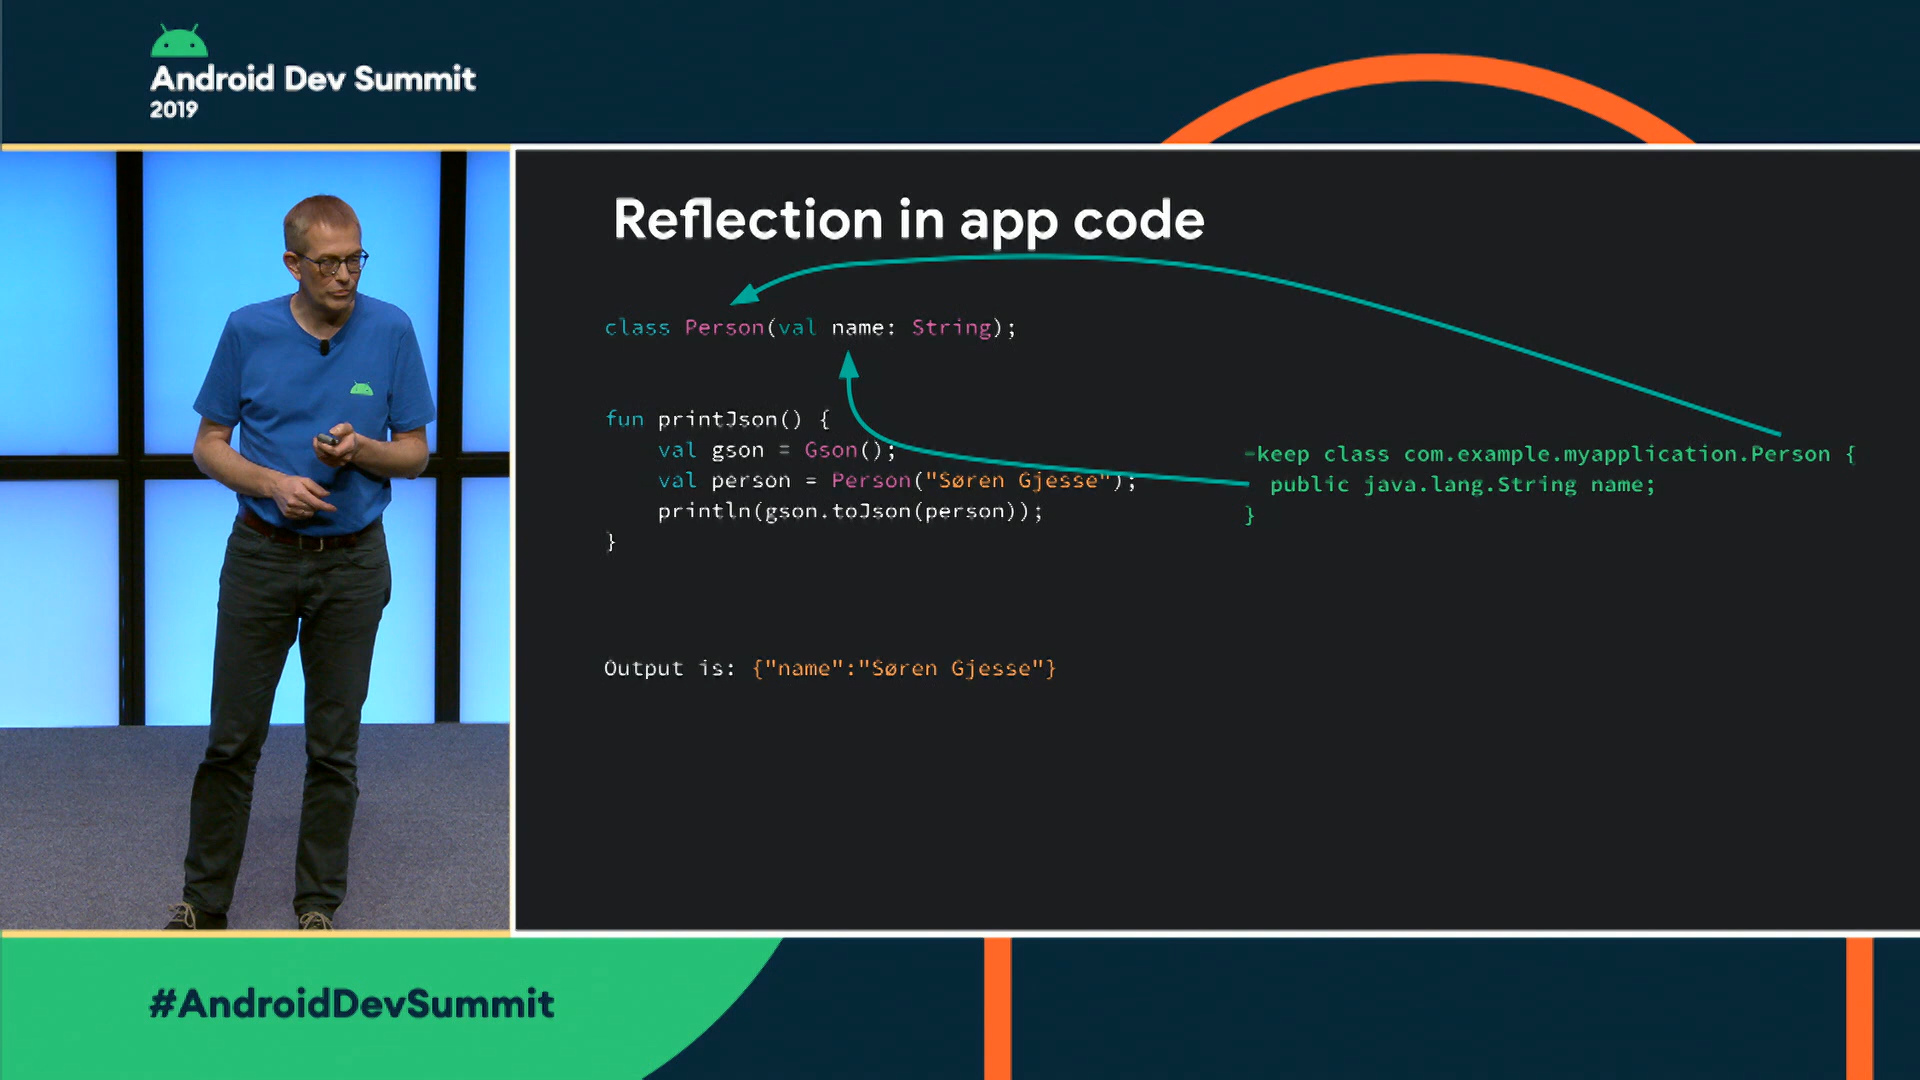 Android Dev Summit
2019
Reflection in app code
class Person(val name: String);
fun printJson() {
val gson = Gson();
val person = Person("Søren Gjesse");
println(gson.toJson(person));
}
-keep class com.example.myapplication.Person {
public java.lang.String name;
}
Output is: {"name":"Søren Gjesse"}
#AndroidDevSummit